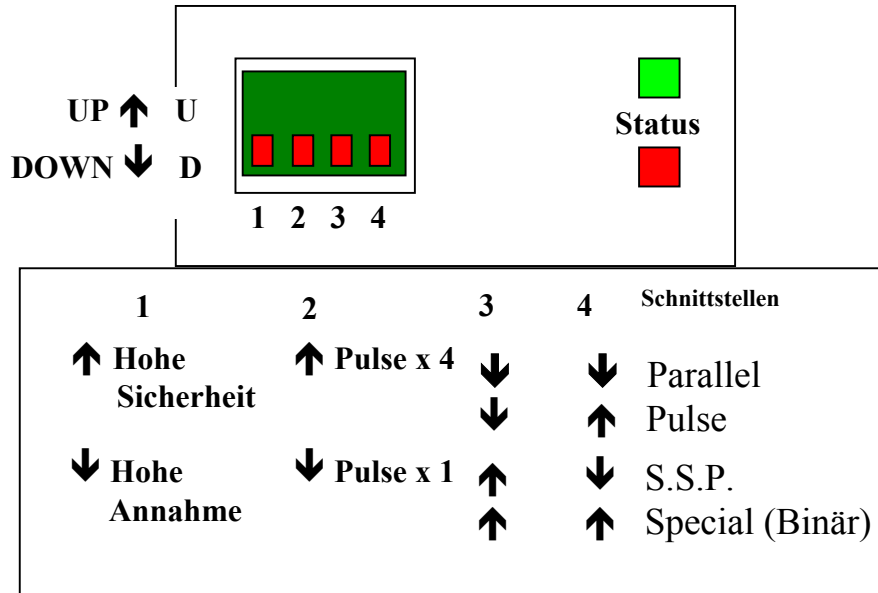 UP ↑ U
Status
DOWN ↓ D
1 2 3 4
1 2 3 4 Schnittstellen
↑ Hohe Sicherheit ↑ Pulse x 4 ↓ ↓ Parallel
↓ ↑ Pulse
↓ Hohe Annahme ↓ Pulse x 1 ↑ ↓ S.S.P.
↑ ↑ Special (Binär)